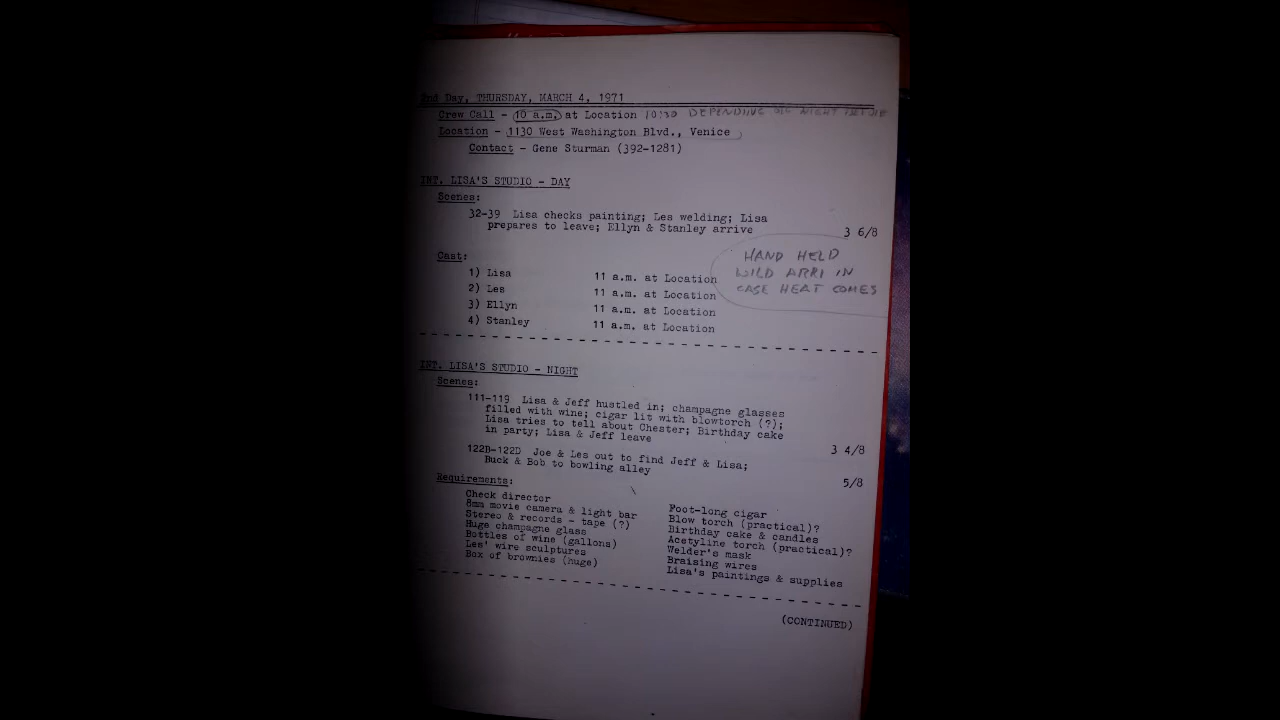 2nd Day, THURSDAY, MARCH 4, 1971
Crew Call - 10 a.m. at Location 10:30 DEPENDING ON NIGHT BEFORE
Location - 1130 West Washington Blvd., Venice
Contact - Gene Sturman (392-1281)
INT. LISA'S STUDIO - DAY
Scenes:
32-39 Lisa checks painting; Les welding; Lisa
prepares to leave; Ellyn & Stanley arrive 3 6/8
HAND HELD
WILD ARRI IN
CASE HEAT COMES
Cast:
1) Lisa 11 a.m. at Location
2) Les 11 a.m. at Location
3) Ellyn 11 a.m. at Location
4) Stanley 11 a.m. at Location
INT. LISA'S STUDIO - NIGHT
Scenes:
111-119 Lisa & Jeff hustled in; champagne glasses
filled with wine; cigar lit with blowtorch (?);
Lisa tries to tell about Chester; Birthday cake
in party; Lisa & Jeff leave 3 4/8
122B-122D Joe & Les out to find Jeff & Lisa;
Buck & Bob to bowling alley 5/8
Requirements:
Check director
8mm movie camera & light bar
Stereo & records - tape (?)
Huge champagne glass
Bottles of wine (gallons)
Les' wire sculptures
Box of brownies (huge)
Foot-long cigar
Blow torch (practical)?
Birthday cake & candles
Acetyline torch (practical)?
Welder's mask
Braising wires
Lisa's paintings & supplies
(CONTINUED)